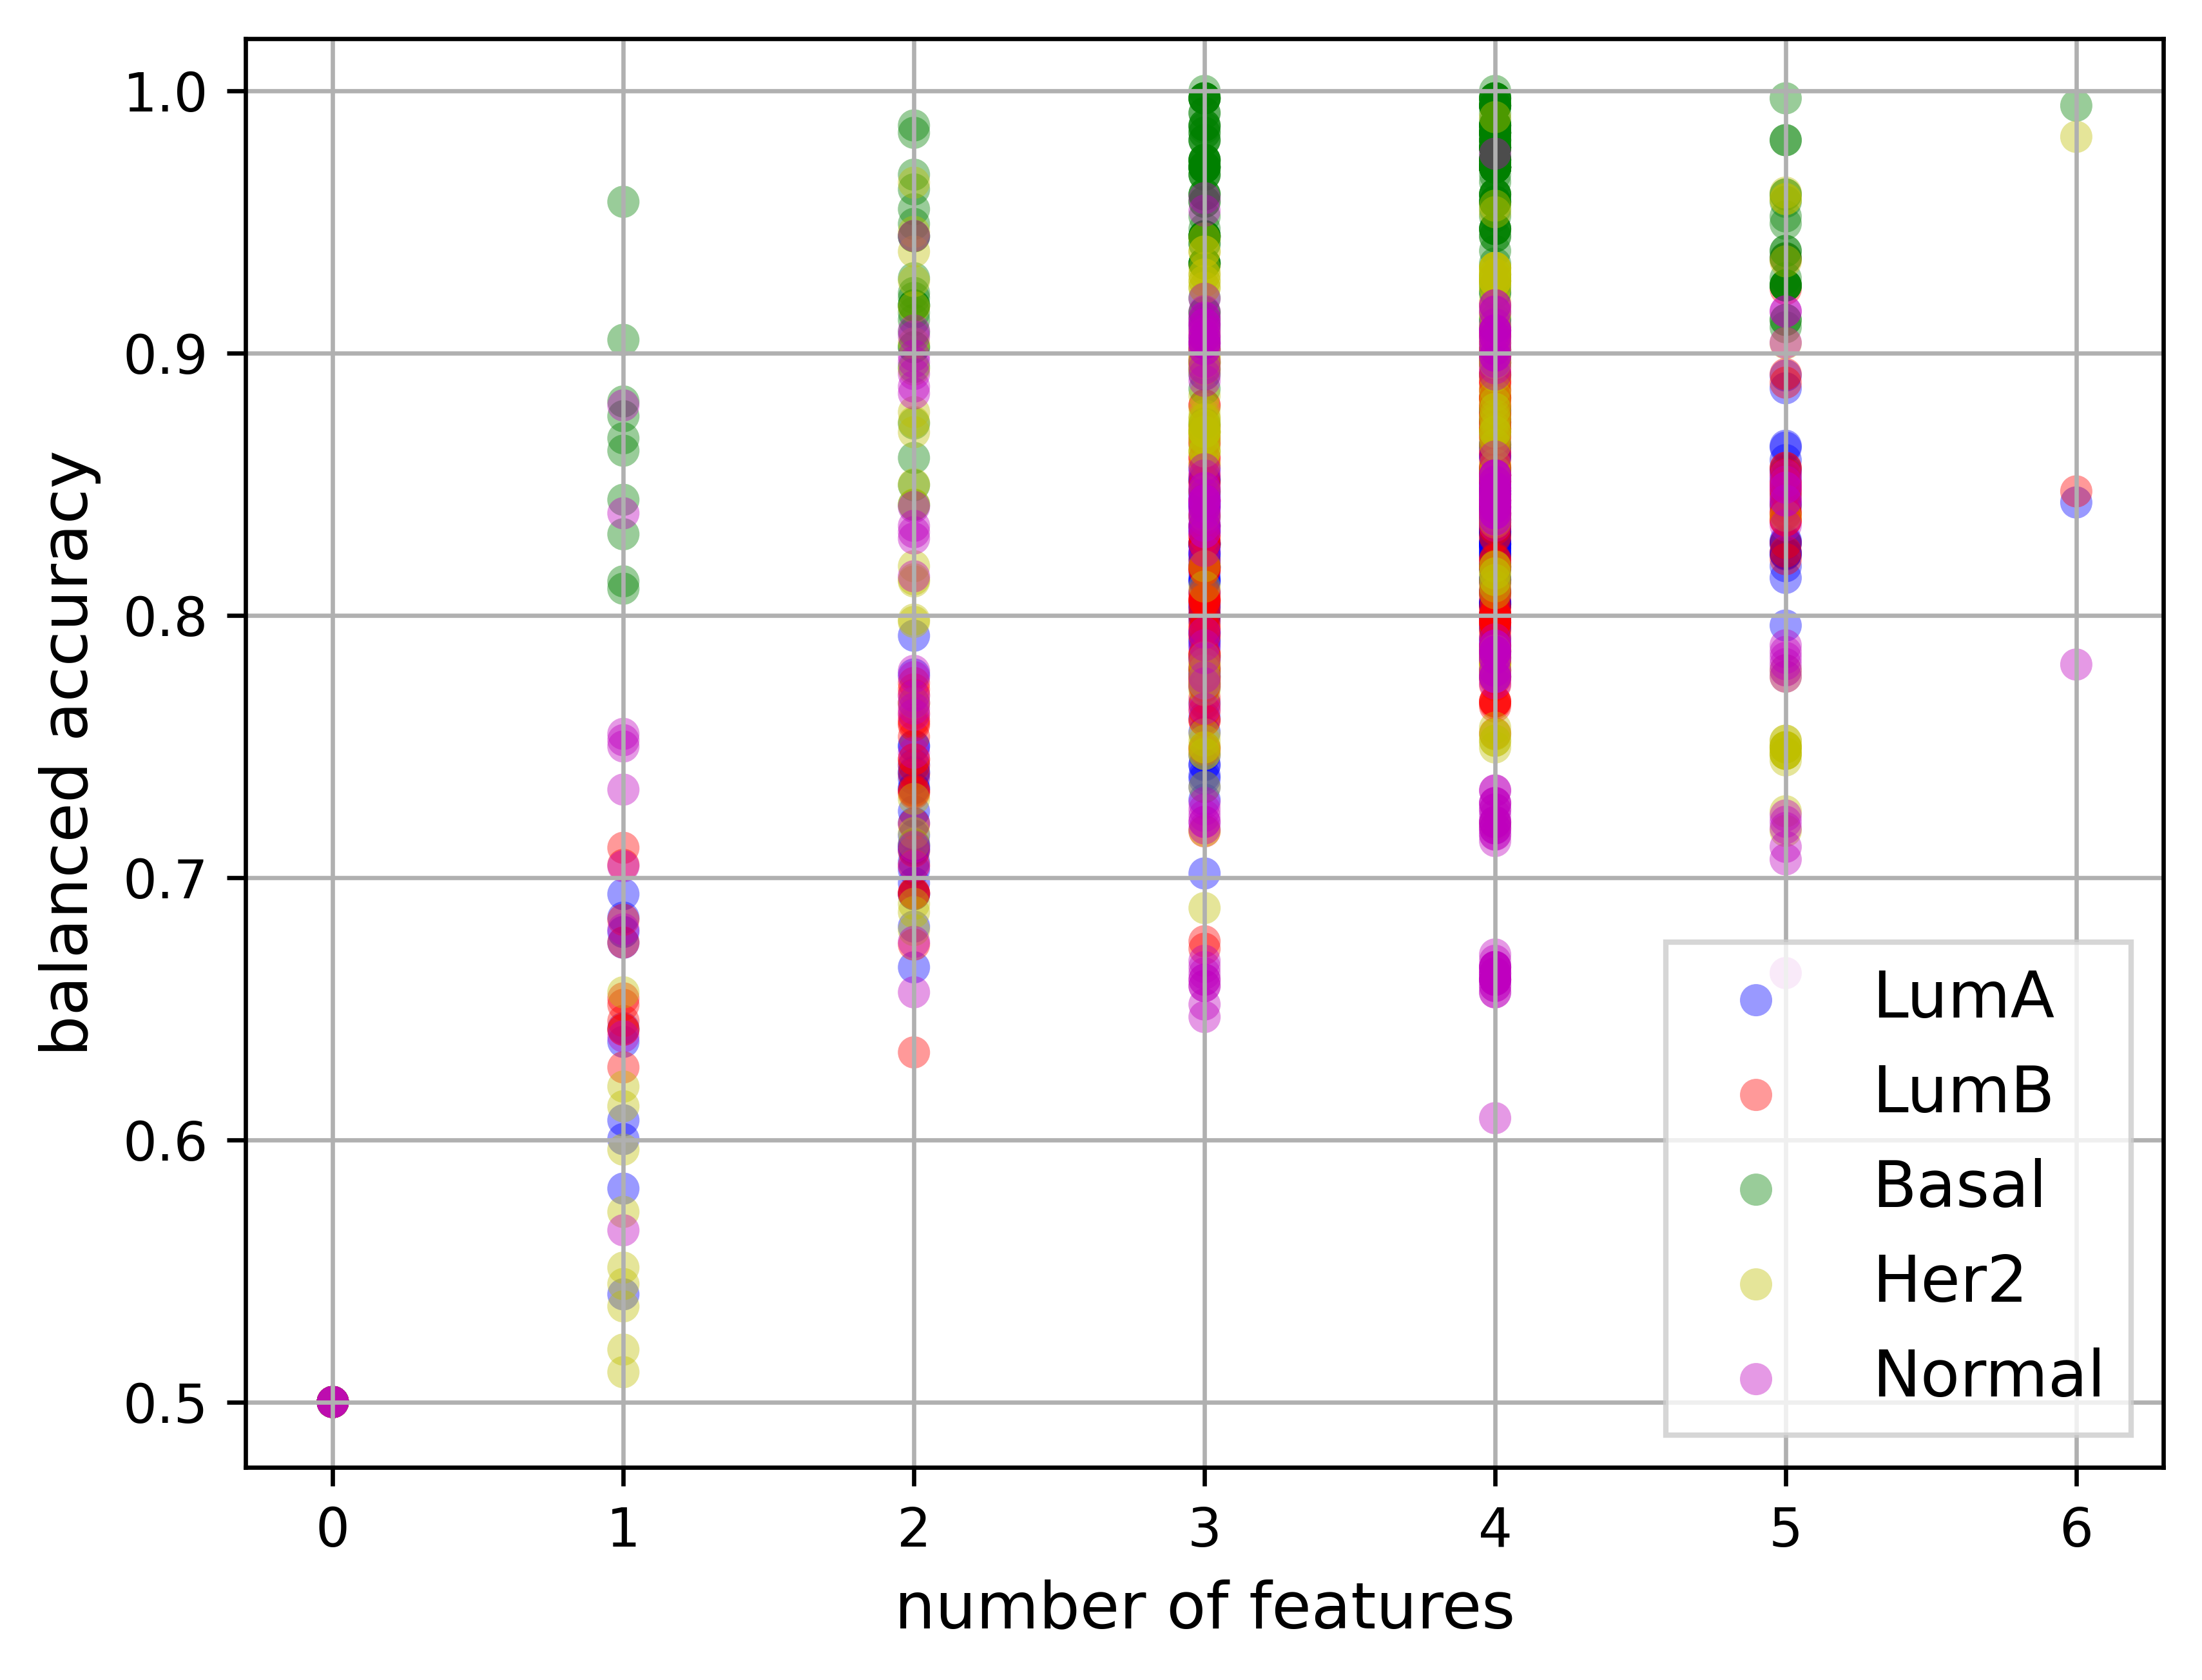 1.0
0.9
0.8
0.7
0.6
0.5
balanced accuracy
0 1 2 3 4 5 6
number of features
LumA
LumB
Basal
Her2
Normal